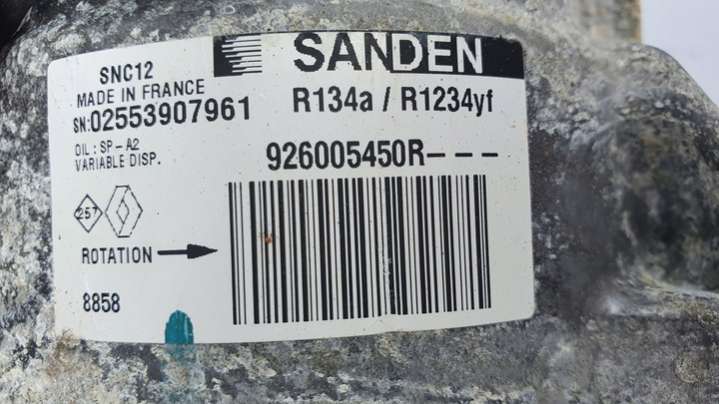 SANDEN
SNC12
MADE IN FRANCE
SN:02553907961
R134a / R1234yf
OIL : SP-A2
VARIABLE DISP.
926005450R---
257
ROTATION
8858